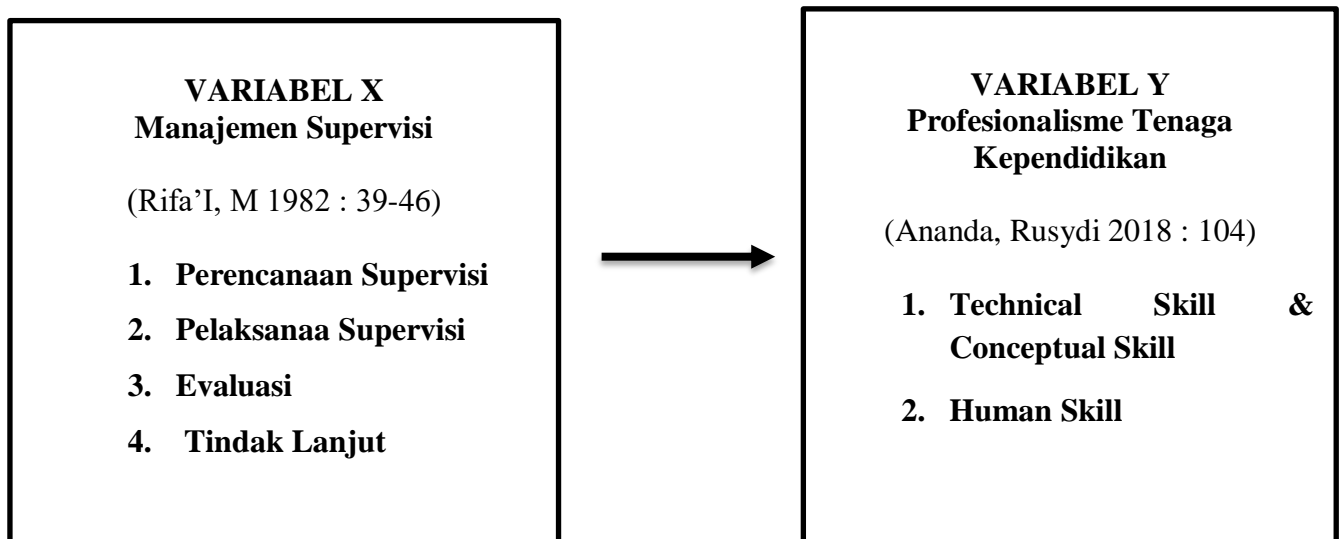 VARIABEL X
Manajemen Supervisi
(Rifa’I, M 1982 : 39-46)
1. Perencanaan Supervisi
2. Pelaksanaa Supervisi
3. Evaluasi
4. Tindak Lanjut
VARIABEL Y
Profesionalisme Tenaga
Kependidikan
(Ananda, Rusydi 2018 : 104)
1. Technical Skill &
Conceptual Skill
2. Human Skill